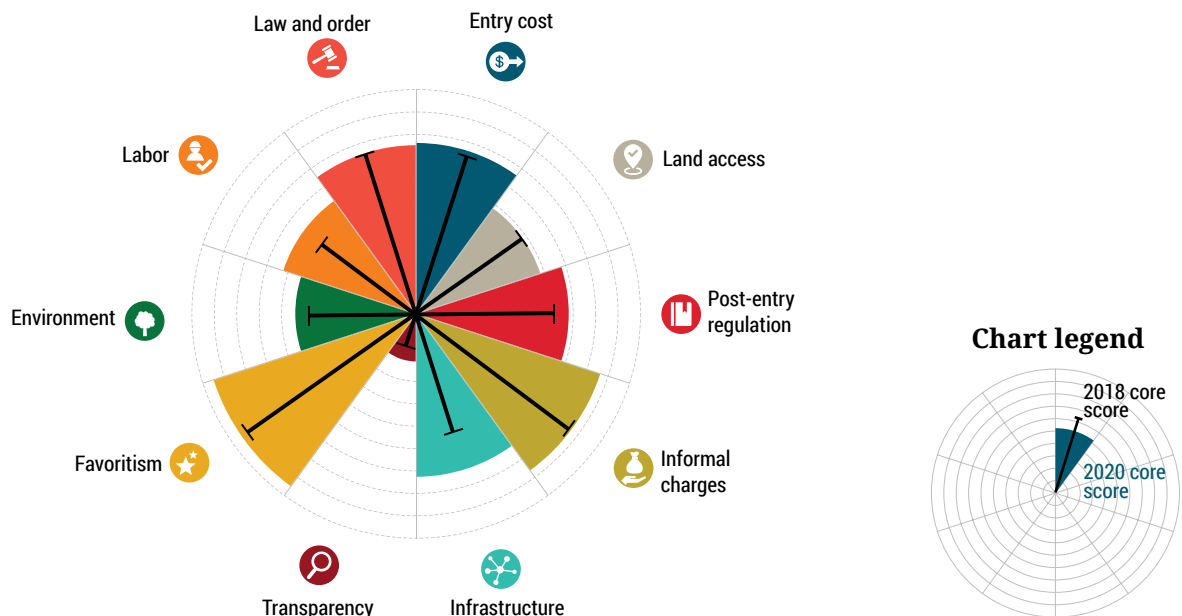 Law and order
Entry cost
$
Labor
Land access
Environment
Post-entry
regulation
Chart legend
2018 core
score
2020 core
score
Favoritism
Informal
charges
Transparency
Infrastructure